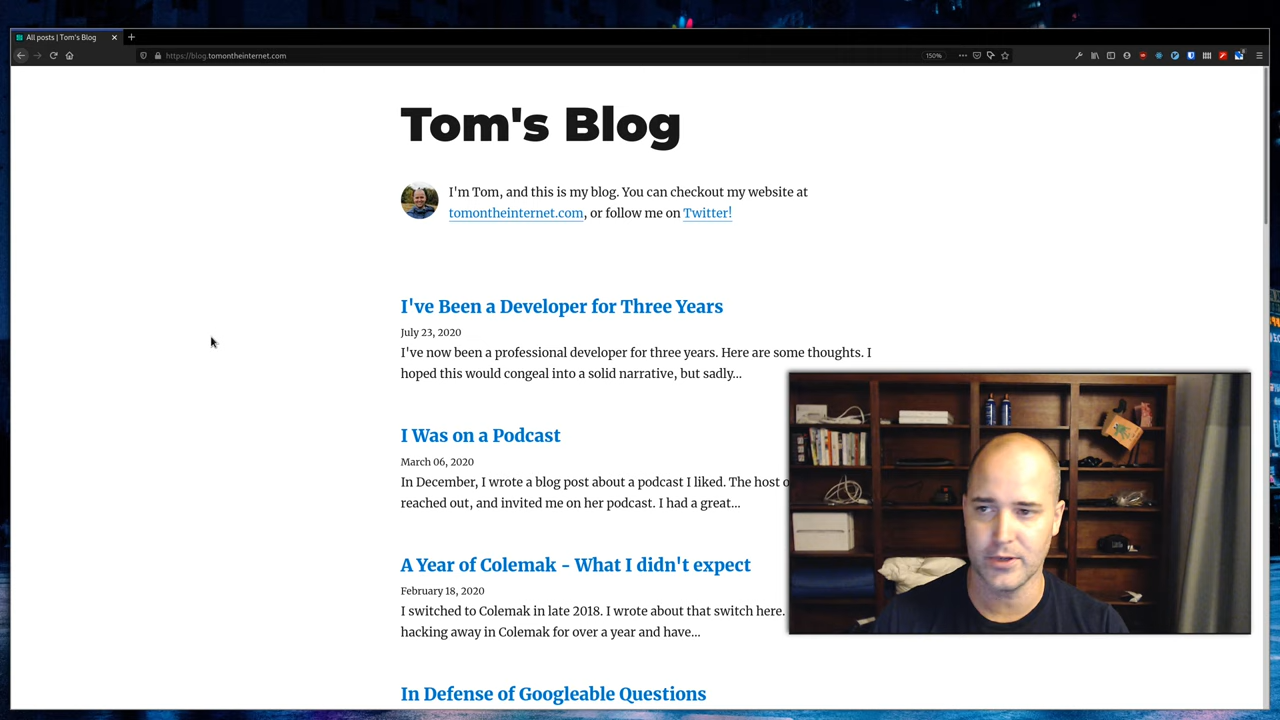 All posts | Tom's Blog
https://blog.tomontheinternet.com
150%
Tom's Blog
I'm Tom, and this is my blog. You can checkout my website at
tomontheinternet.com, or follow me on Twitter!
I've Been a Developer for Three Years
July 23, 2020
I've now been a professional developer for three years. Here are some thoughts. I
hoped this would congeal into a solid narrative, but sadly...
I Was on a Podcast
March 06, 2020
In December, I wrote a blog post about a podcast I liked. The host
reached out, and invited me on her podcast. I had a great...
A Year of Colemak - What I didn't expect
February 18, 2020
I switched to Colemak in late 2018. I wrote about that switch here.
hacking away in Colemak for over a year and have...
In Defense of Googleable Questions